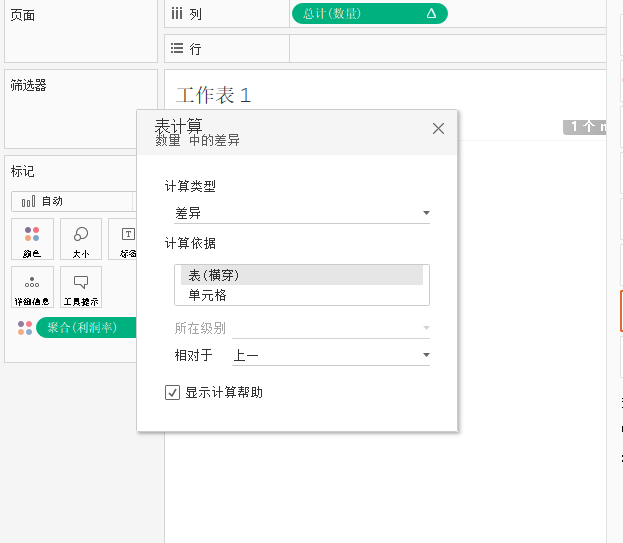 页面
列
总计(数量) Δ
行
筛选器
工作表 1
1 个
标记
自动
颜色
大小
标签
详细信息
工具提示
聚合(利润率)
表计算
数量 中的差异
计算类型
差异
计算依据
表(横穿)
单元格
所在级别
相对于 上一
显示计算帮助